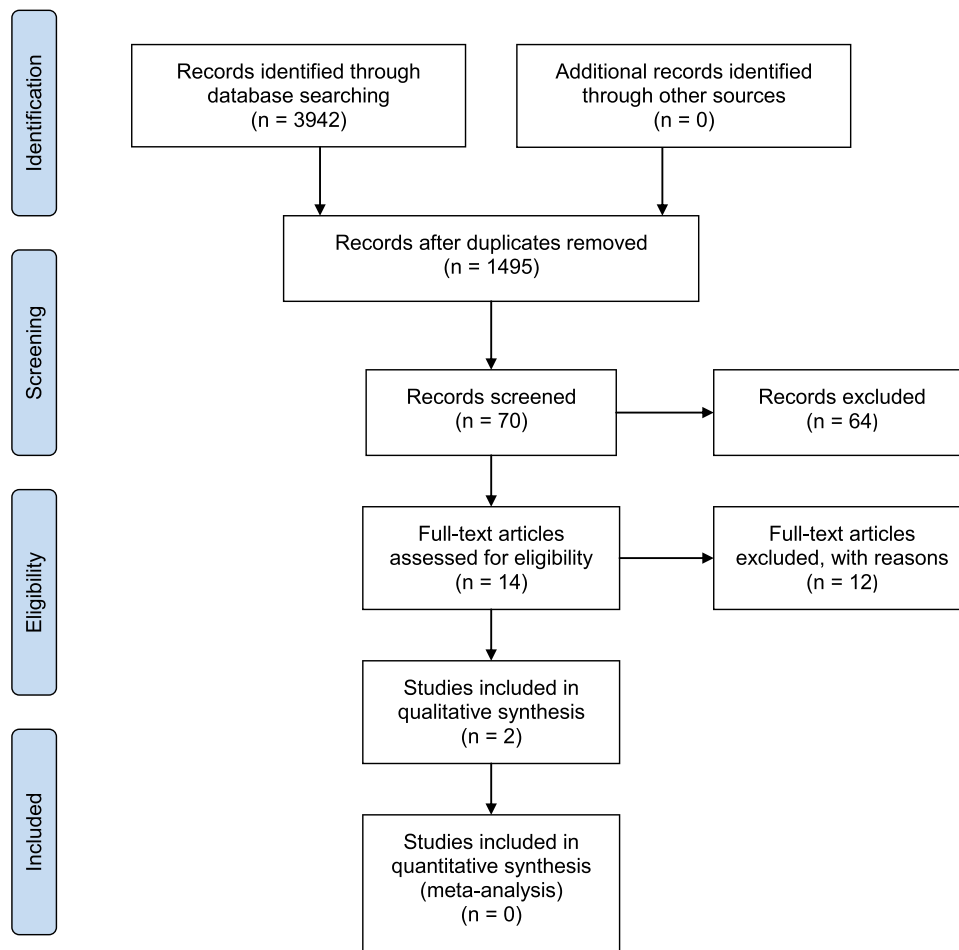 Identification
Records identified through
database searching
(n = 3942)
Additional records identified
through other sources
(n = 0)
Records after duplicates removed
(n = 1495)
Screening
Records screened
(n = 70)
Records excluded
(n = 64)
Eligibility
Full-text articles
assessed for eligibility
(n = 14)
Full-text articles
excluded, with reasons
(n = 12)
Studies included in
qualitative synthesis
(n = 2)
Included
Studies included in
quantitative synthesis
(meta-analysis)
(n = 0)